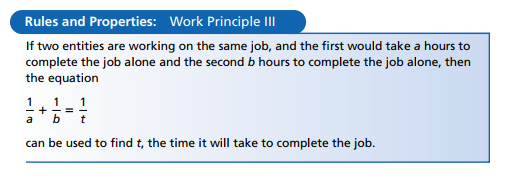 Rules and Properties: Work Principle III
If two entities are working on the same job, and the first would take a hours to
complete the job alone and the second b hours to complete the job alone, then
the equation
1/a + 1/b = 1/t
can be used to find t, the time it will take to complete the job.